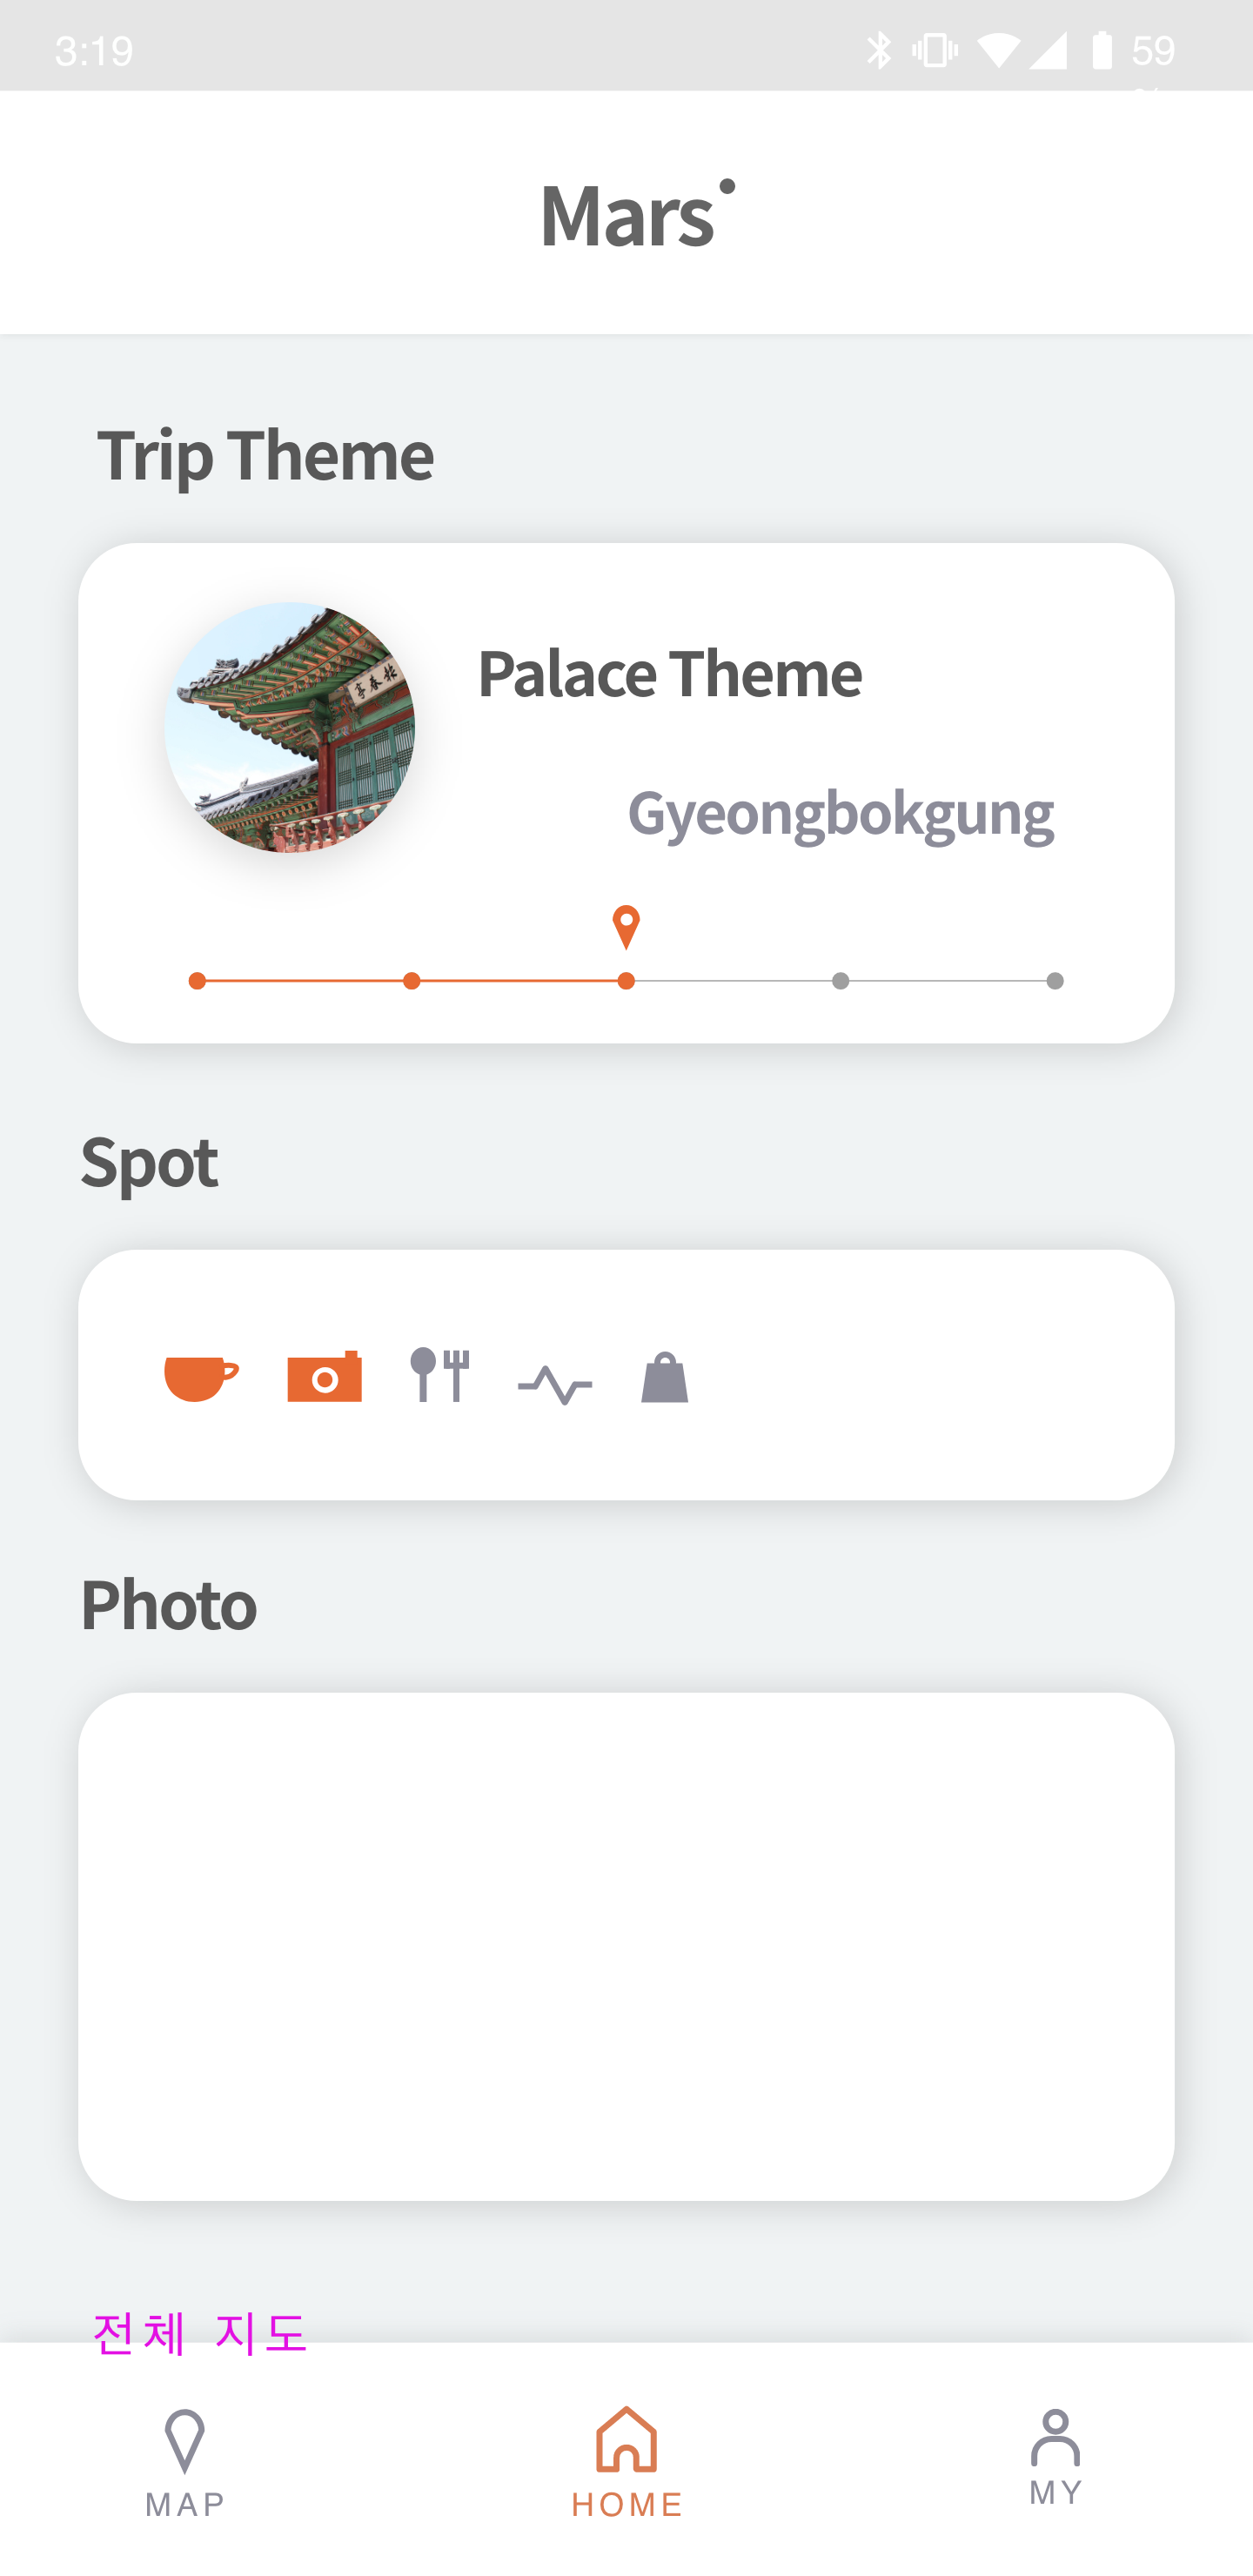 3:19
59
Mars
Trip Theme
Palace Theme
Gyeongbokgung
Spot
Photo
전체 지도
MAP
HOME
MY